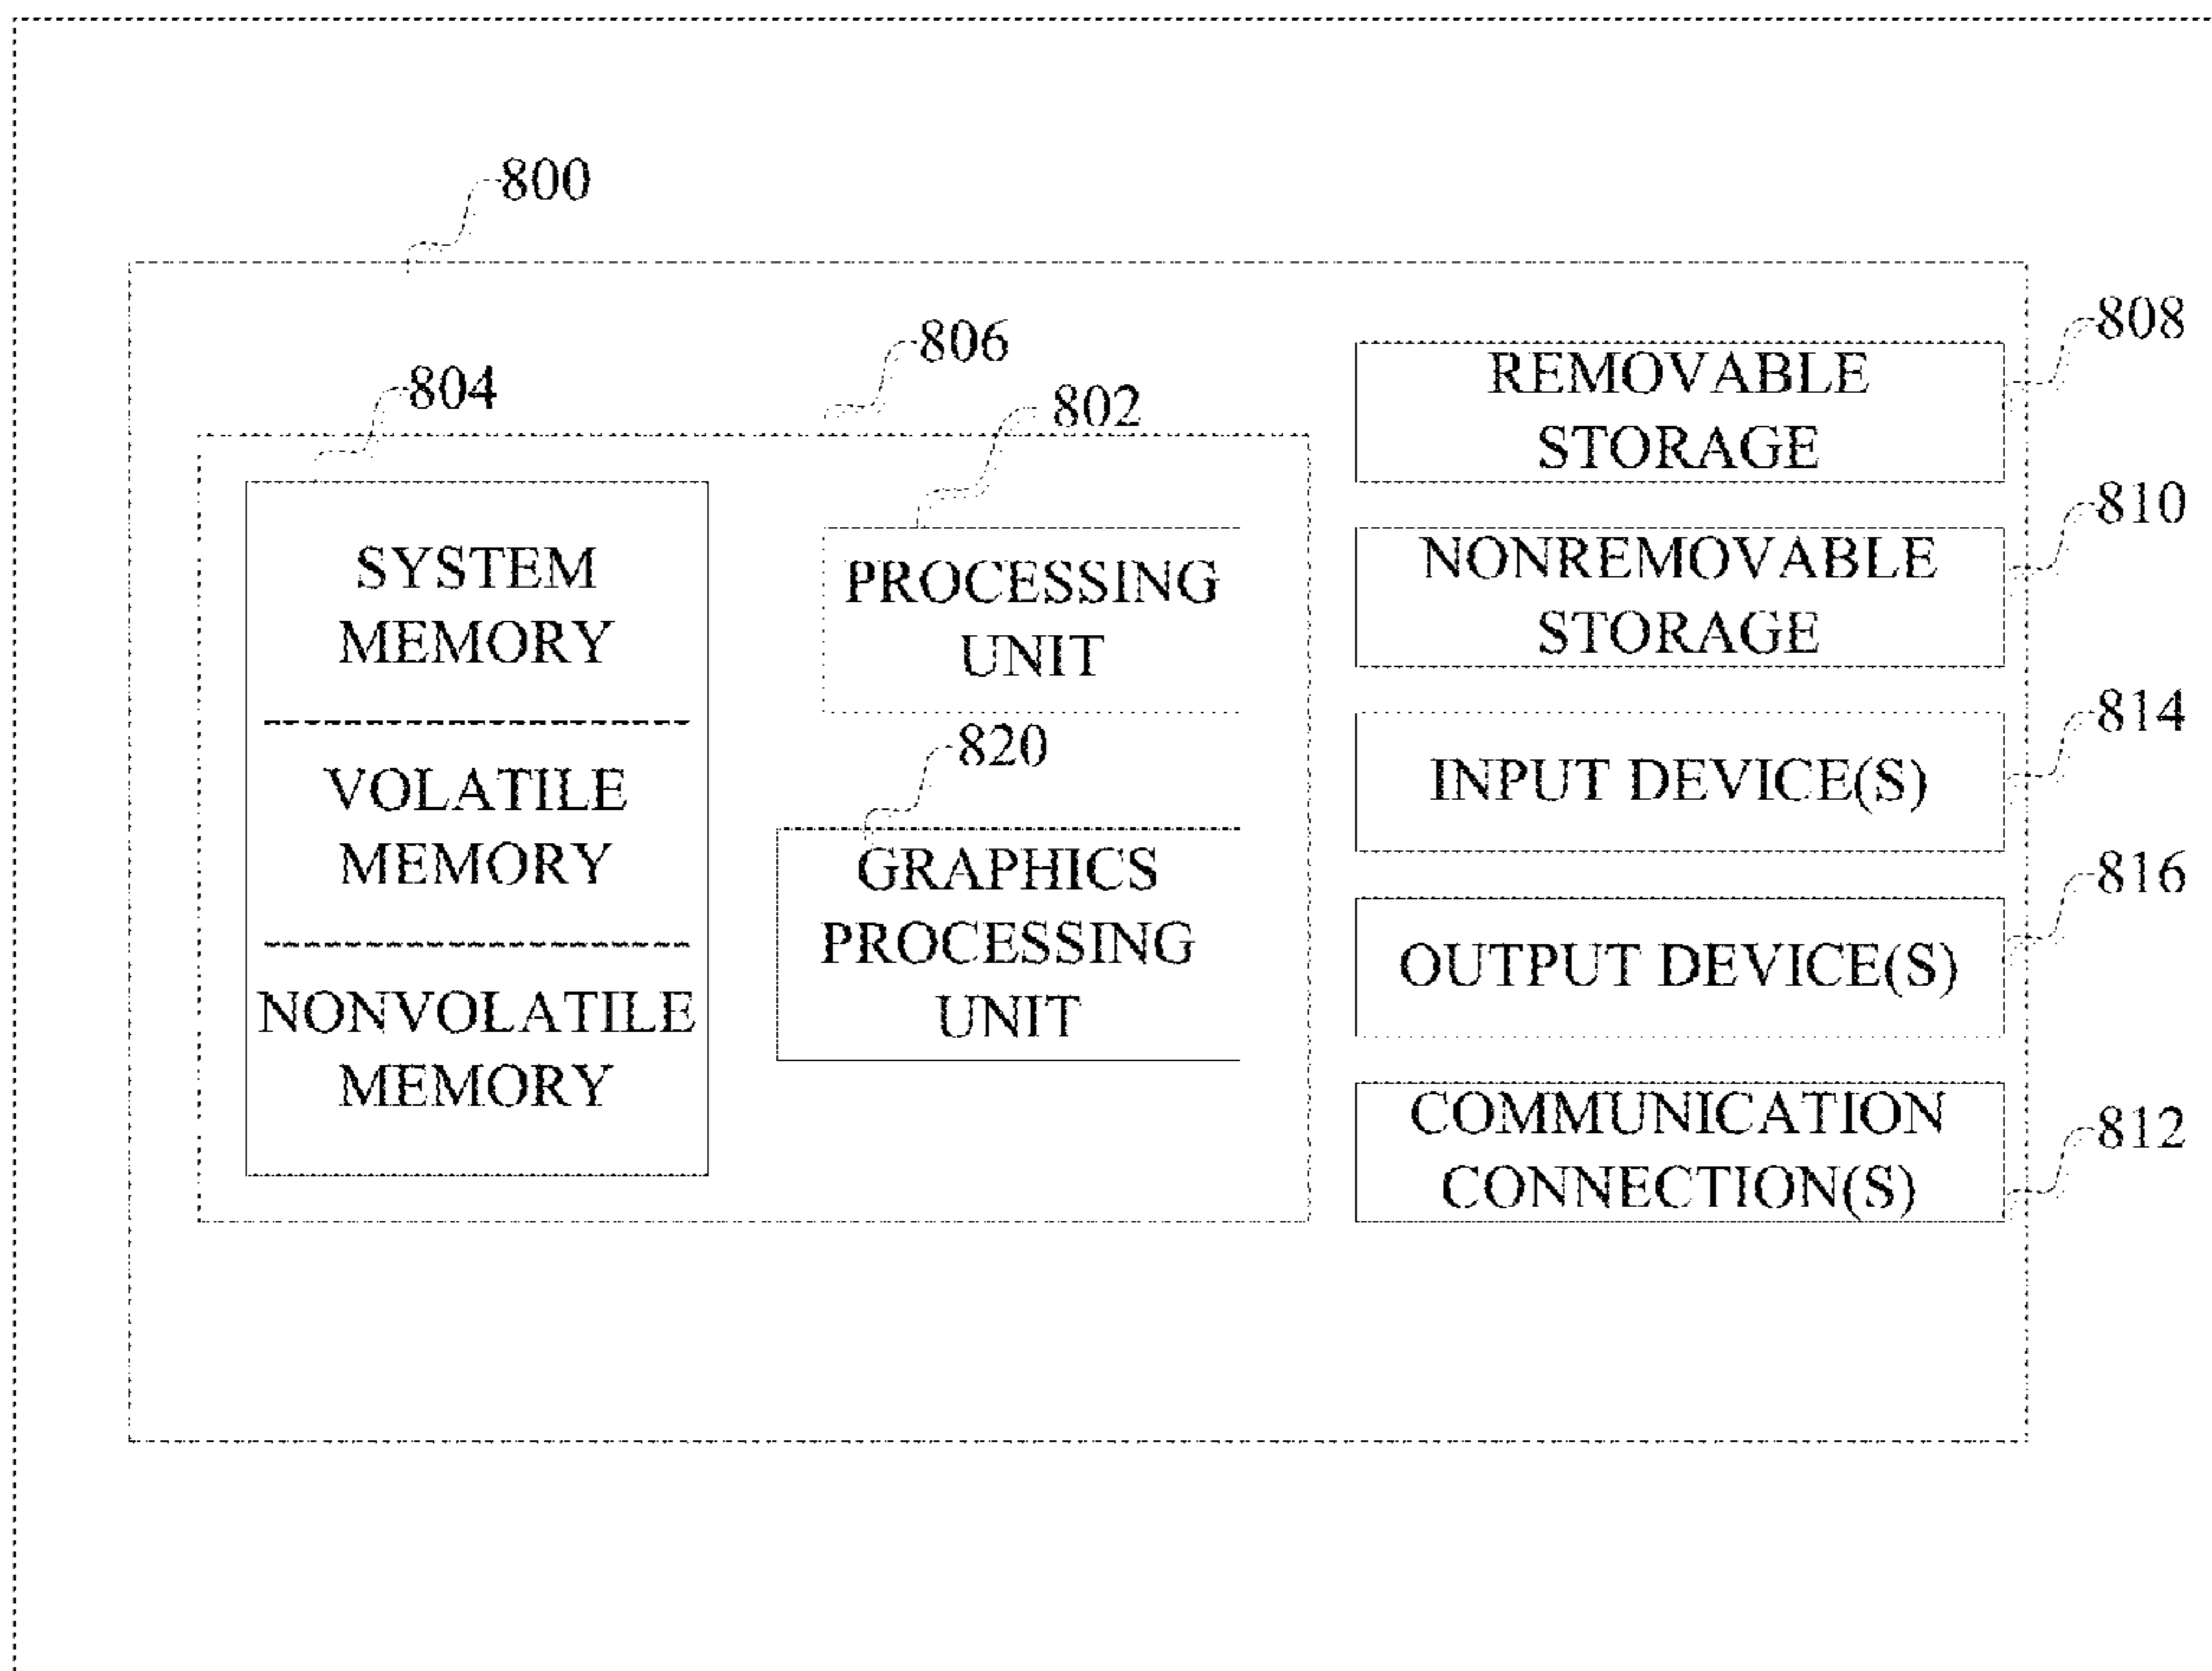 800
806
804
802
SYSTEM
MEMORY
VOLATILE
MEMORY
NONVOLATILE
MEMORY
PROCESSING
UNIT
820
GRAPHICS
PROCESSING
UNIT
808
REMOVABLE
STORAGE
810
NONREMOVABLE
STORAGE
814
INPUT DEVICE(S)
816
OUTPUT DEVICE(S)
812
COMMUNICATION
CONNECTION(S)